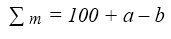 ∑ m = 100 + a – b